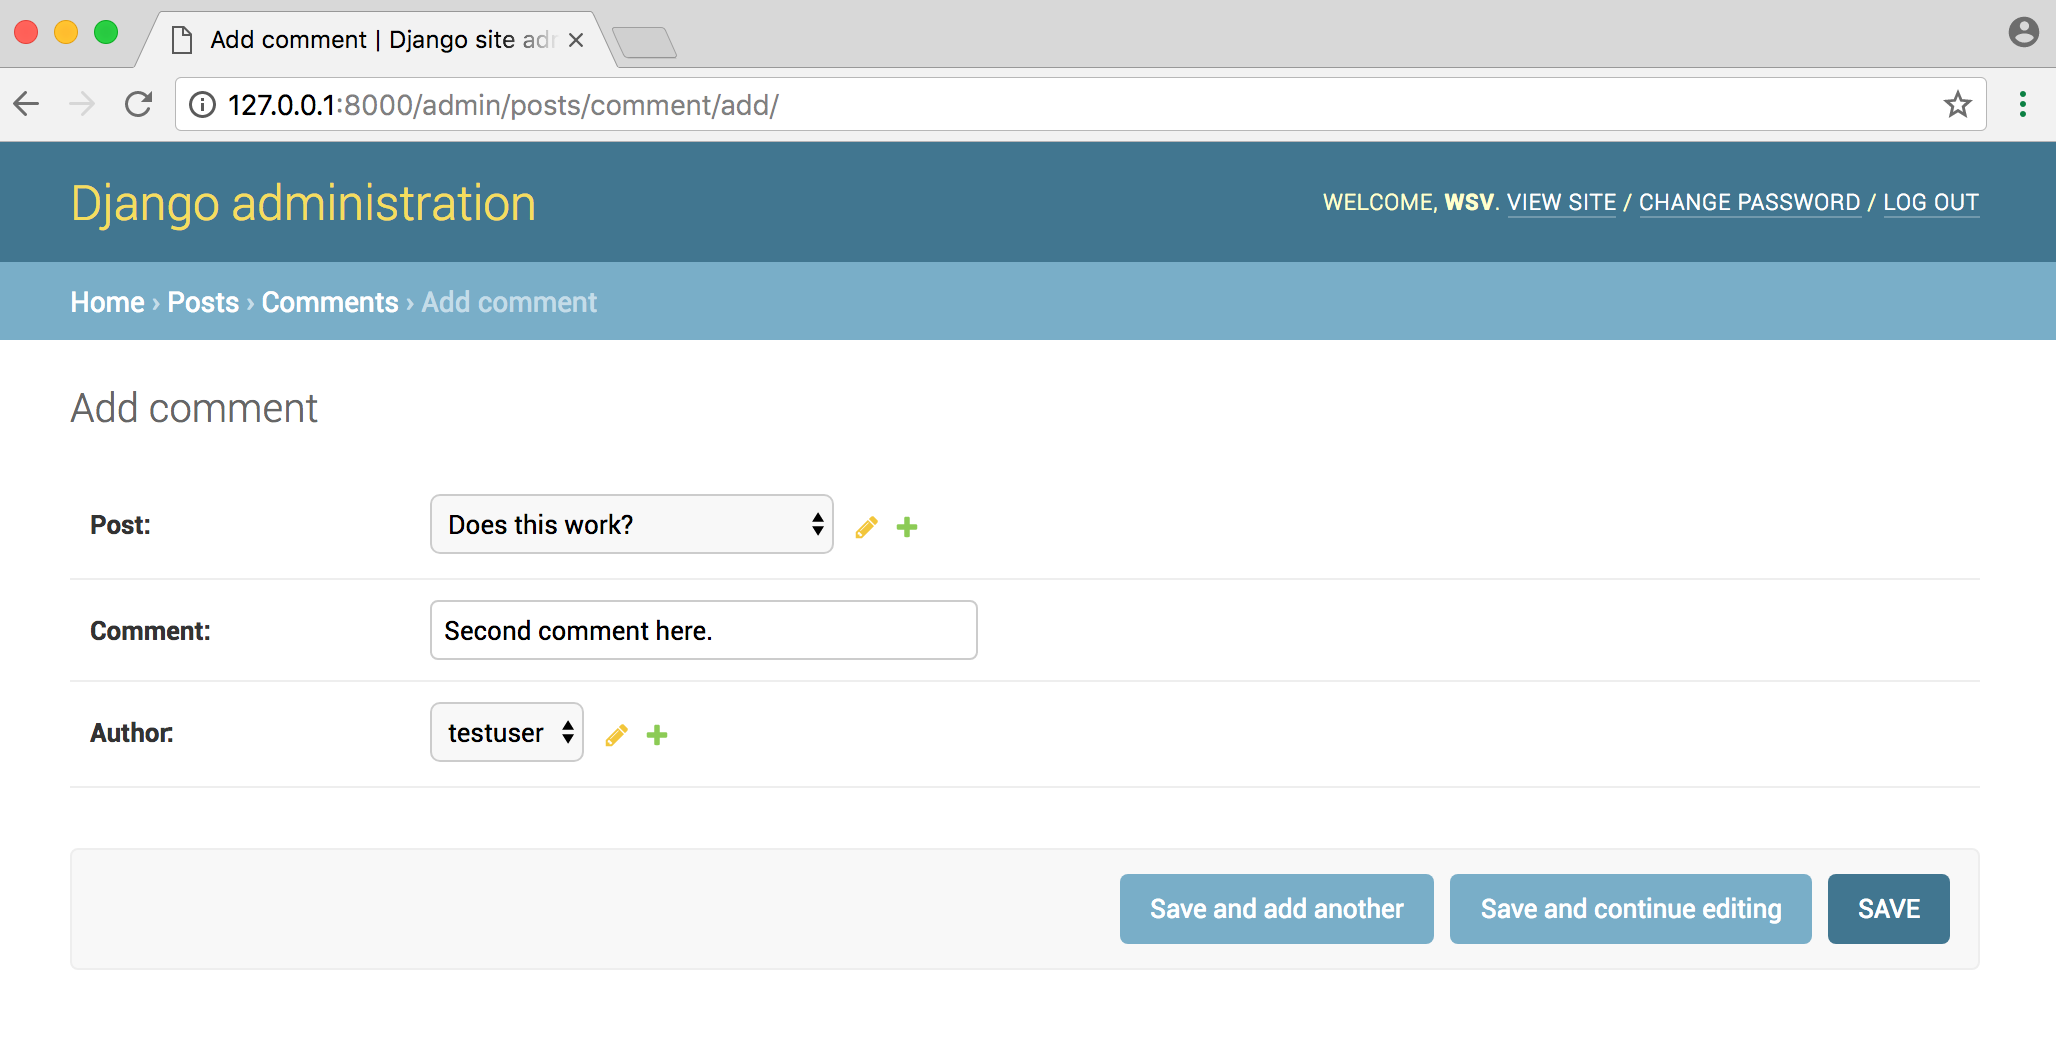 Add comment | Django site adr
127.0.0.1:8000/admin/posts/comment/add/
Django administration
WELCOME, WSV. VIEW SITE / CHANGE PASSWORD / LOG OUT
Home › Posts › Comments › Add comment
Add comment
Post: Does this work?
Comment: Second comment here.
Author: testuser
Save and add another Save and continue editing SAVE